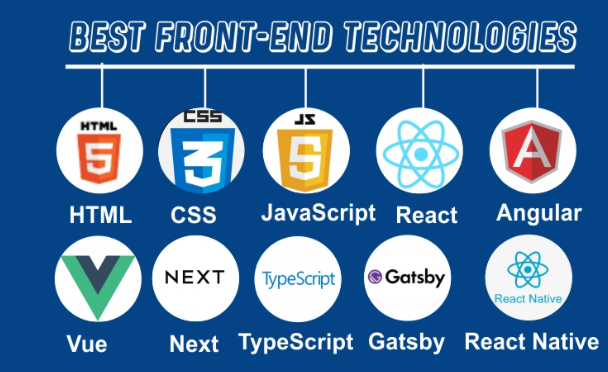 BEST FRONT-END TECHNOLOGIES
HTML
5
CSS
3
JS
5
A
HTML
CSS
JavaScript
React
Angular
NEXT
TypeScript
Gatsby
React Native
Vue
Next
TypeScript
Gatsby
React Native